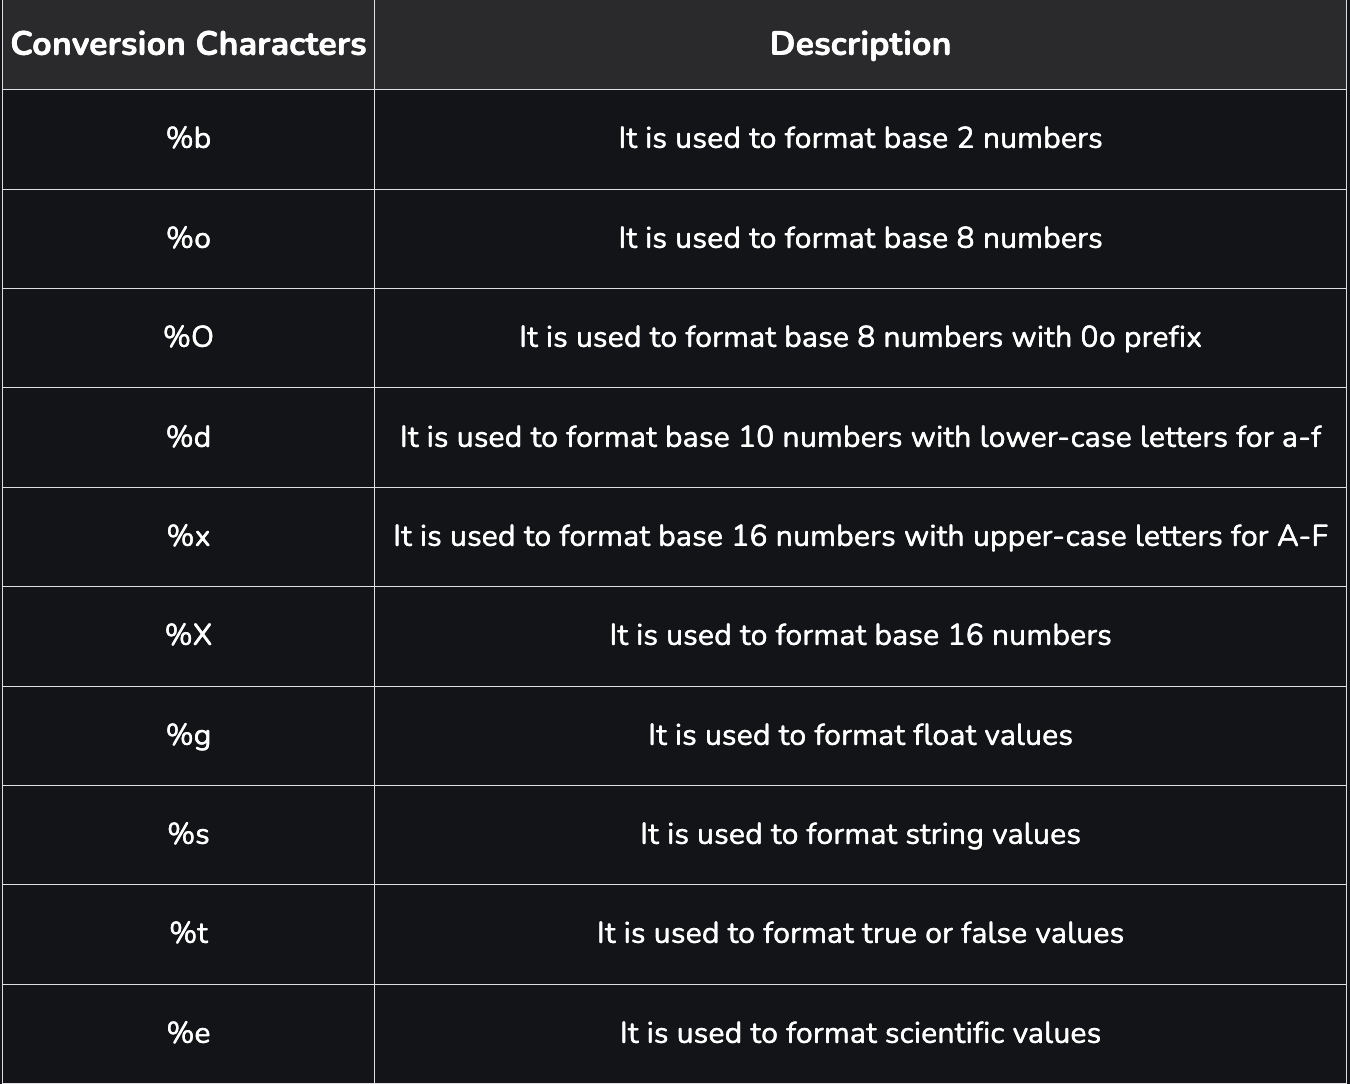 Conversion Characters Description
%b It is used to format base 2 numbers
%o It is used to format base 8 numbers
%O It is used to format base 8 numbers with 0o prefix
%d It is used to format base 10 numbers with lower-case letters for a-f
%x It is used to format base 16 numbers with upper-case letters for A-F
%X It is used to format base 16 numbers
%g It is used to format float values
%s It is used to format string values
%t It is used to format true or false values
%e It is used to format scientific values